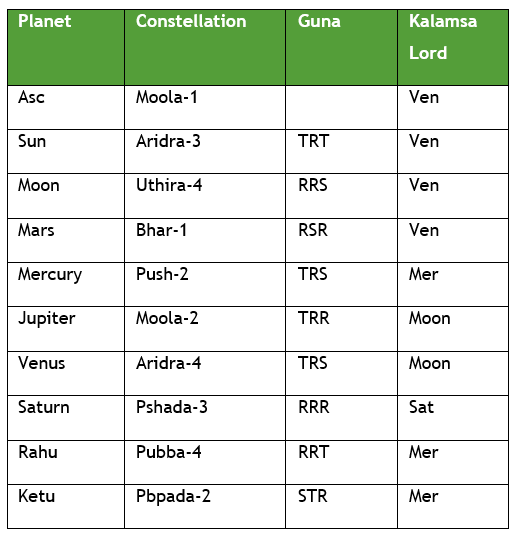 Planet Constellation Guna Kalamsa
Lord
Asc Moola-1 Ven
Sun Aridra-3 TRT Ven
Moon Uthira-4 RRS Ven
Mars Bhar-1 RSR Ven
Mercury Push-2 TRS Mer
Jupiter Moola-2 TRR Moon
Venus Aridra-4 TRS Moon
Saturn Pshada-3 RRR Sat
Rahu Pubba-4 RRT Mer
Ketu Pbpada-2 STR Mer